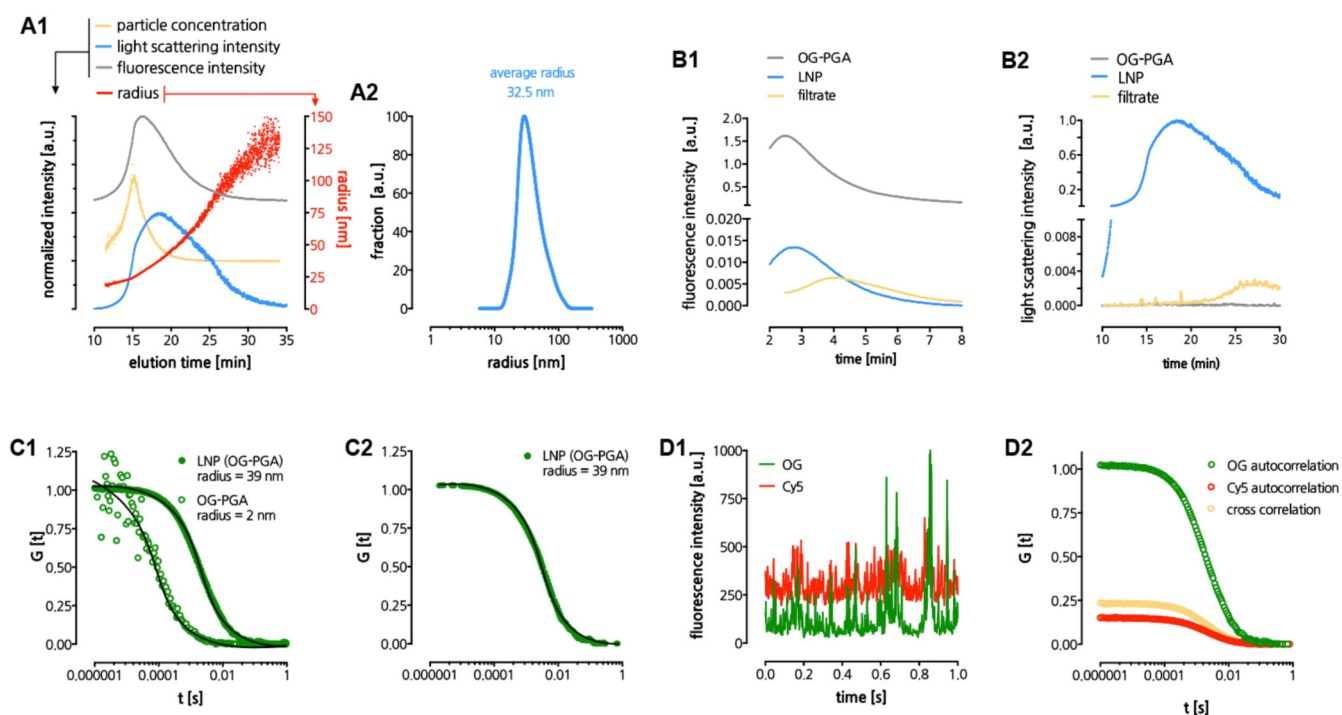 A1
particle concentration
light scattering intensity
fluorescence intensity
radius
normalized intensity [a.u.]
150
125
100
75
50
25
0
radius [nm]
10 15 20 25 30 35
elution time [min]
A2
average radius
32.5 nm
fraction [a.u.]
100
80
60
40
20
0
1 10 100 1000
radius [nm]
B1
OG-PGA
LNP
filtrate
fluorescence intensity [a.u.]
2.0
1.5
1.0
0.5
0.020
0.015
0.010
0.005
0.000
2 3 4 5 6 7 8
time [min]
B2
OG-PGA
LNP
filtrate
light scattering intensity [a.u.]
1.0
0.8
0.6
0.4
0.2
0.008
0.004
0.000
10 15 20 25 30
time (min)
C1
LNP (OG-PGA)
radius = 39 nm
OG-PGA
radius = 2 nm
G [t]
1.25
1.00
0.75
0.50
0.25
0.00
0.000001 0.0001 0.01 1
t [s]
C2
LNP (OG-PGA)
radius = 39 nm
G [t]
1.25
1.00
0.75
0.50
0.25
0.00
0.000001 0.0001 0.01 1
t [s]
D1
OG
Cy5
fluorescence intensity [a.u.]
1000
750
500
250
0
0.0 0.2 0.4 0.6 0.8 1.0
time [s]
D2
OG autocorrelation
Cy5 autocorrelation
cross correlation
G [t]
1.00
0.75
0.50
0.25
0.00
0.000001 0.0001 0.01 1
t [s]